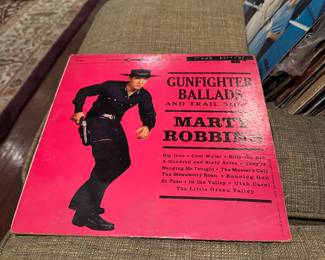 GUNFIGHTER
BALLADS
AND TRAIL SONGS
MARTY
ROBBINS
Big Iron • Cool Water • Billy the Kid
A Hundred and Sixty Acres • They're
Hanging Me Tonight • The Master's Call
The Strawberry Roan • Running Gun
El Paso • In the Valley • Utah Carol
The Little Green Valley